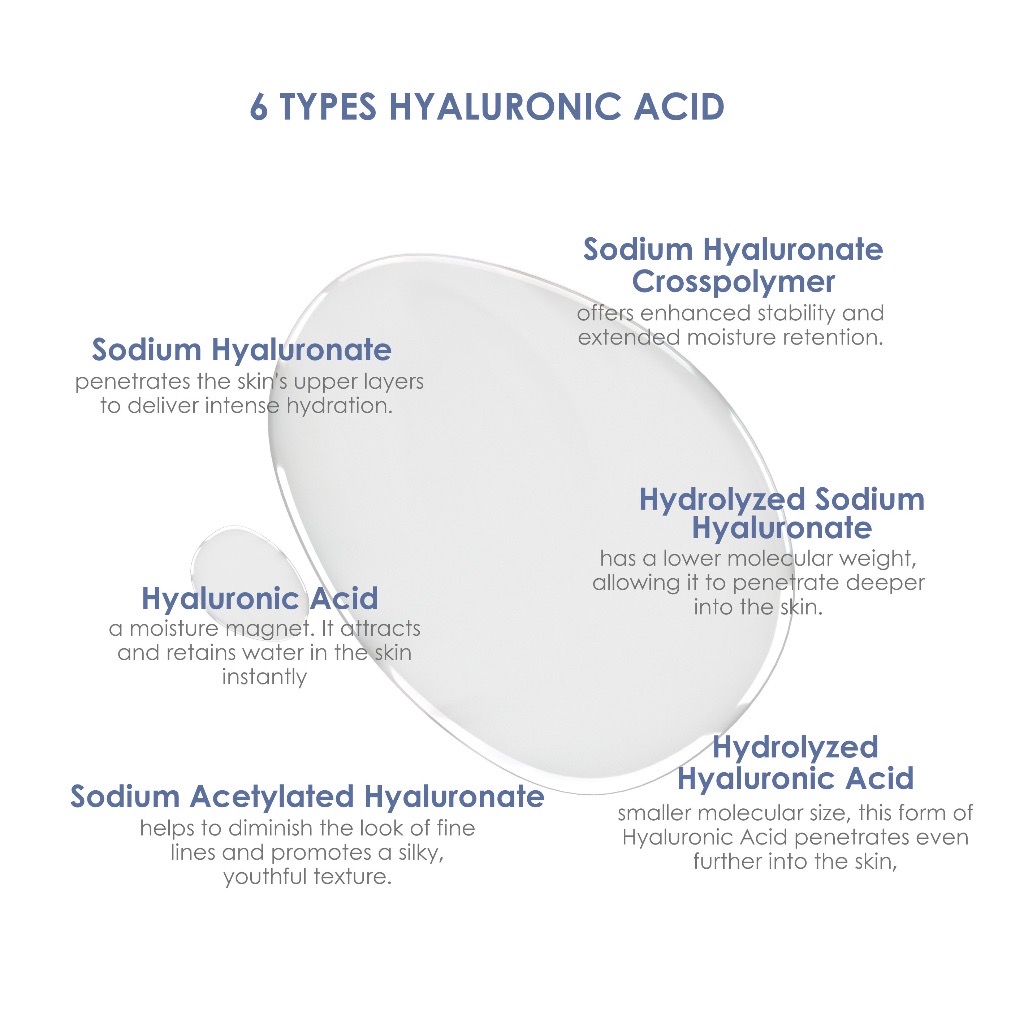 6 TYPES HYALURONIC ACID
Sodium Hyaluronate
Crosspolymer
offers enhanced stability and
extended moisture retention.
Sodium Hyaluronate
penetrates the skin's upper layers
to deliver intense hydration.
Hydrolyzed Sodium
Hyaluronate
has a lower molecular weight,
allowing it to penetrate deeper
into the skin.
Hyaluronic Acid
a moisture magnet. It attracts
and retains water in the skin
instantly
Hydrolyzed
Hyaluronic Acid
smaller molecular size, this form of
Hyaluronic Acid penetrates even
further into the skin,
Sodium Acetylated Hyaluronate
helps to diminish the look of fine
lines and promotes a silky,
youthful texture.